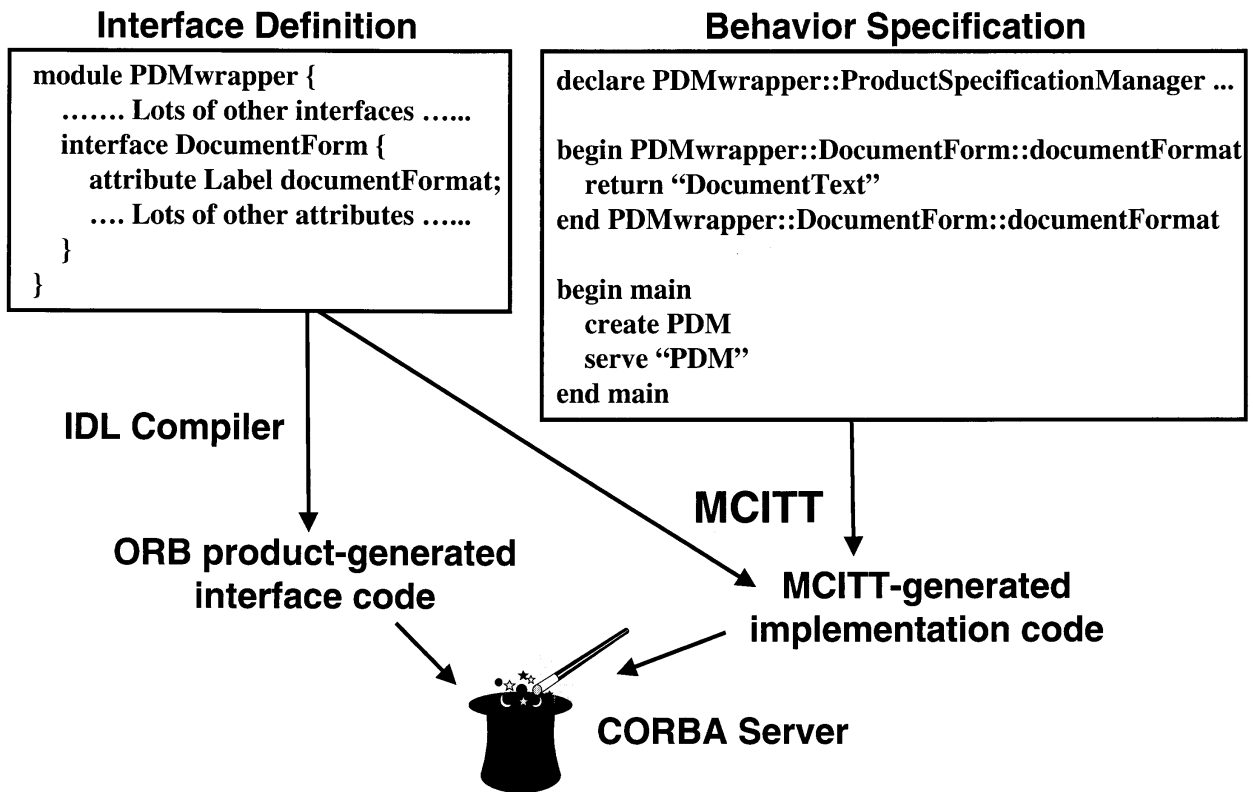 Interface Definition
module PDMwrapper {
……. Lots of other interfaces …...
interface DocumentForm {
attribute Label documentFormat;
…. Lots of other attributes …...
}
}
Behavior Specification
declare PDMwrapper::ProductSpecificationManager ...
begin PDMwrapper::DocumentForm::documentFormat
return “DocumentText”
end PDMwrapper::DocumentForm::documentFormat
begin main
create PDM
serve “PDM”
end main
IDL Compiler
MCITT
ORB product-generated
interface code
MCITT-generated
implementation code
CORBA Server